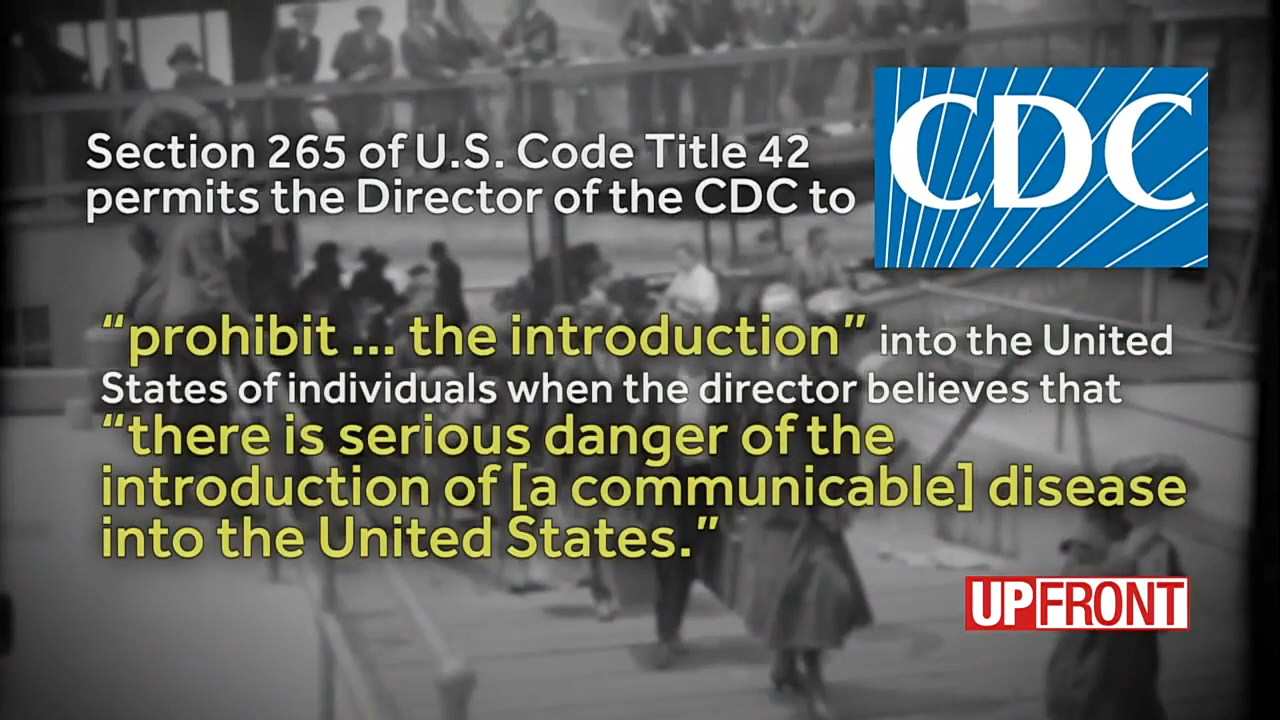 Section 265 of U.S. Code Title 42
permits the Director of the CDC to
CDC
“prohibit ... the introduction” into the United
States of individuals when the director believes that
“there is serious danger of the
introduction of [a communicable] disease
into the United States.”
UPFRONT